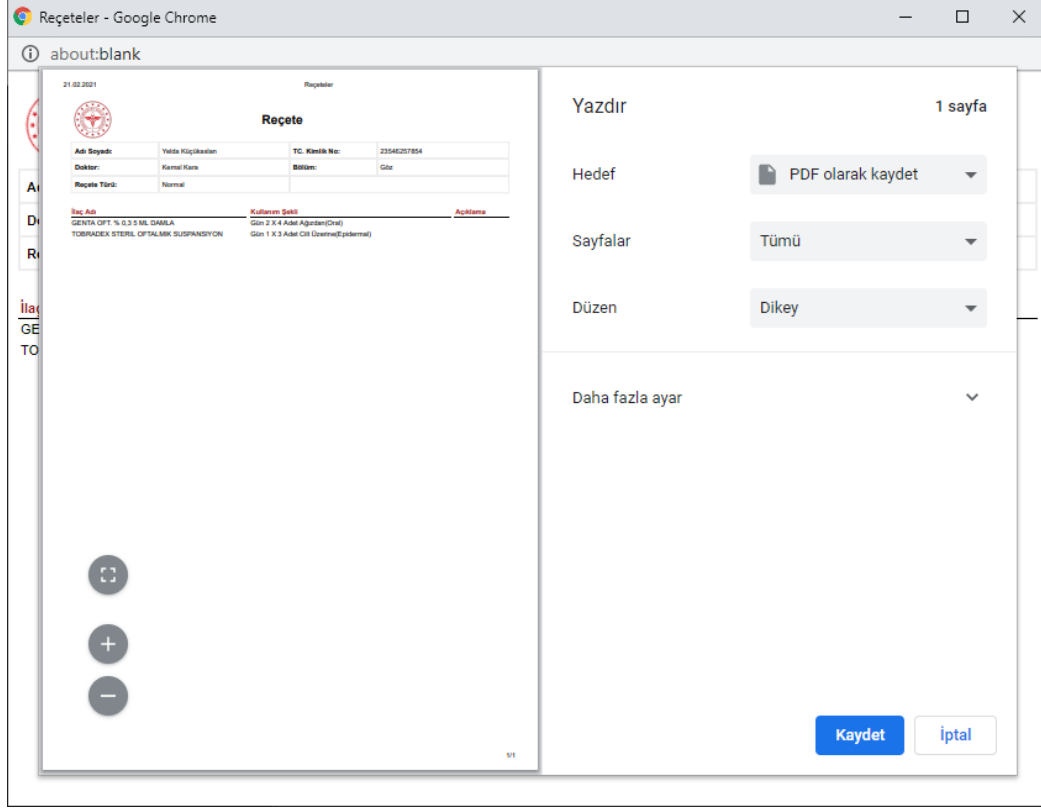 Reçeteler - Google Chrome
about:blank
21.02.2021 Reçeteler
Reçete
Adı Soyadı: Yelda Küçükaslan TC. Kimlik No: 23546257854
Doktor: Kemal Kara Bölüm: Göz
Reçete Türü: Normal
İlaç Adı Kullanım Şekli Açıklama
GENTA OFT. % 0,3 5 ML DAMLA Gün 2 X 4 Adet Ağızdan(Oral)
TOBRADEX STERIL OFTALMIK SUSPANSIYON Gün 1 X 3 Adet Cilt Üzerine(Epidermal)
1/1
Yazdır 1 sayfa
Hedef PDF olarak kaydet
Sayfalar Tümü
Düzen Dikey
Daha fazla ayar
Kaydet İptal
A
D
R
İlaç
GE
TO